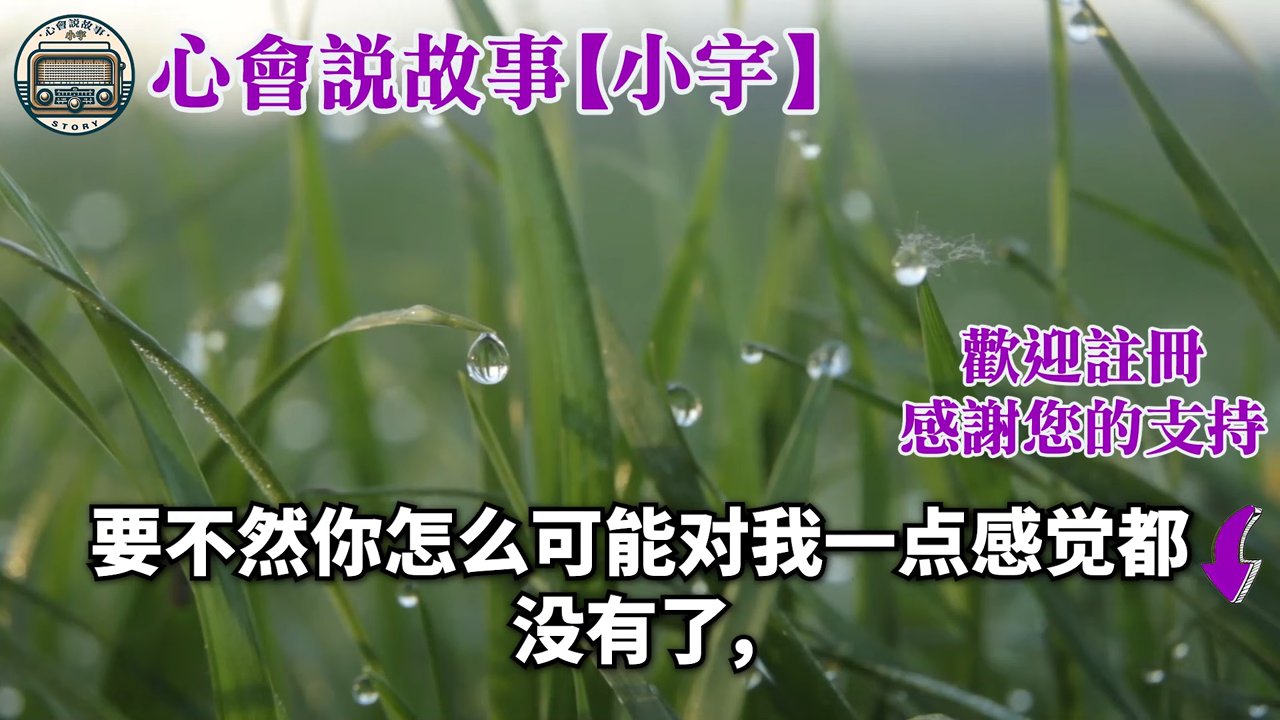 心會説故事
小宇
STORY
心會説故事【小宇】
歡迎註冊
感謝您的支持
要不然你怎么可能对我一点感觉都
没有了，